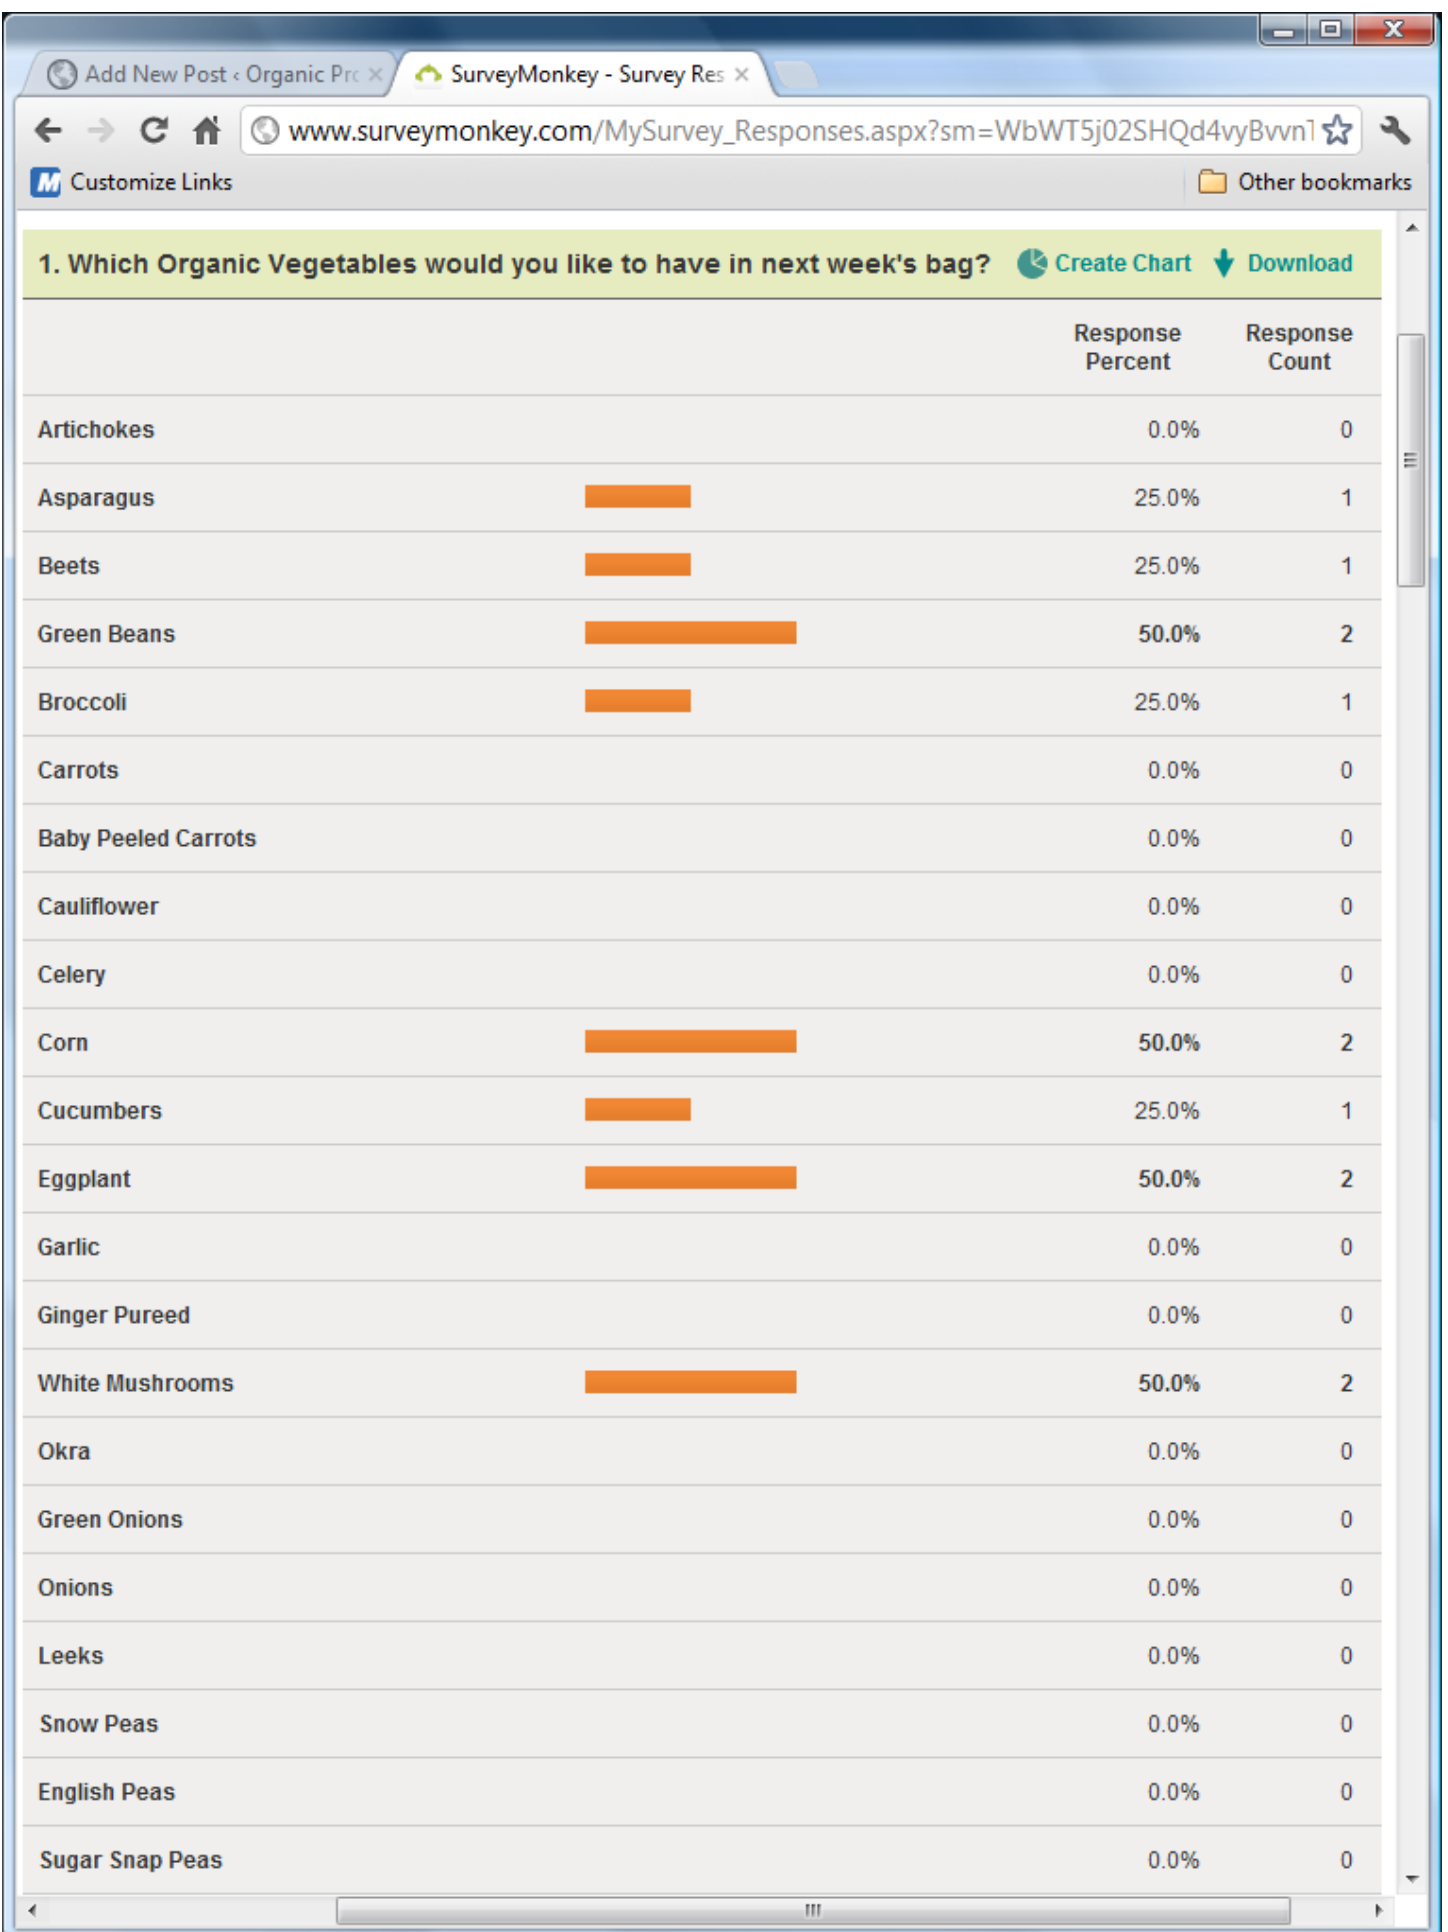 Add New Post ‹ Organic Pro
SurveyMonkey - Survey Res
www.surveymonkey.com/MySurvey_Responses.aspx?sm=WbWT5j02SHQd4vyBvvnT
Customize Links
Other bookmarks
1. Which Organic Vegetables would you like to have in next week's bag? Create Chart Download
Response Percent Response Count
Artichokes 0.0% 0
Asparagus 25.0% 1
Beets 25.0% 1
Green Beans 50.0% 2
Broccoli 25.0% 1
Carrots 0.0% 0
Baby Peeled Carrots 0.0% 0
Cauliflower 0.0% 0
Celery 0.0% 0
Corn 50.0% 2
Cucumbers 25.0% 1
Eggplant 50.0% 2
Garlic 0.0% 0
Ginger Pureed 0.0% 0
White Mushrooms 50.0% 2
Okra 0.0% 0
Green Onions 0.0% 0
Onions 0.0% 0
Leeks 0.0% 0
Snow Peas 0.0% 0
English Peas 0.0% 0
Sugar Snap Peas 0.0% 0